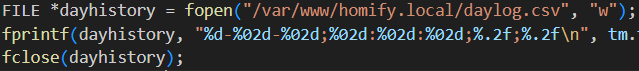 FILE *dayhistory = fopen("/var/www/homify.local/daylog.csv", "w");
fprintf(dayhistory, "%d-%02d-%02d;%02d:%02d:%02d;%.2f;%.2f\n", tm.
fclose(dayhistory);